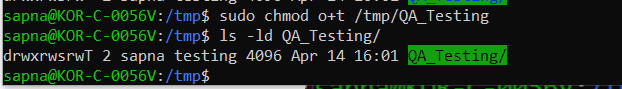 sapna@KOR-C-0056V:/tmp$ sudo chmod o+t /tmp/QA_Testing
sapna@KOR-C-0056V:/tmp$ ls -ld QA_Testing/
drwxrwsrwT 2 sapna testing 4096 Apr 14 16:01 QA_Testing/
sapna@KOR-C-0056V:/tmp$